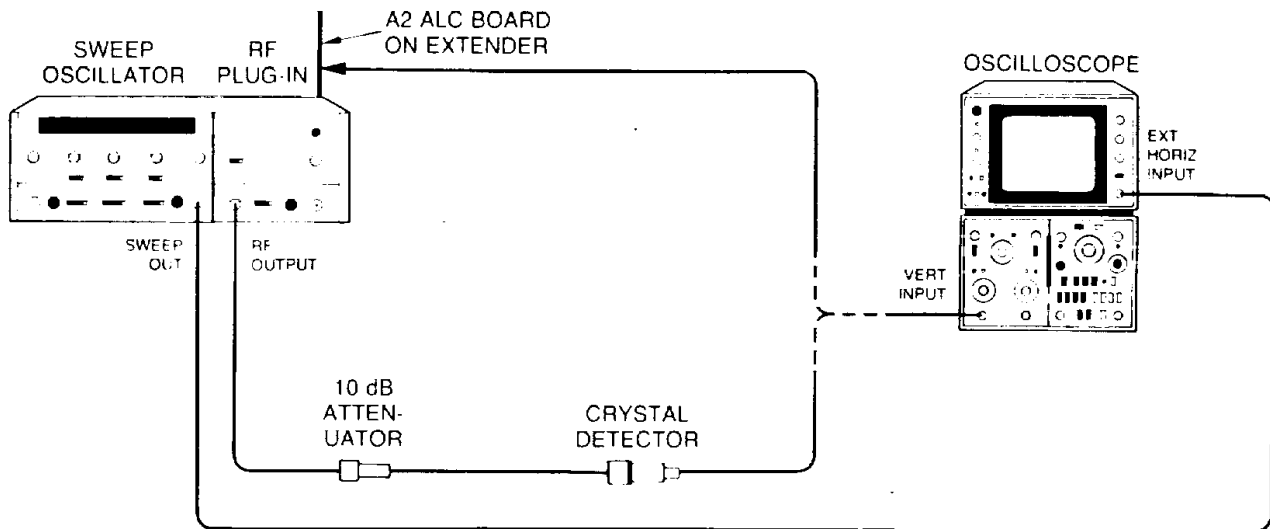 A2 ALC BOARD
ON EXTENDER
SWEEP
OSCILLATOR
RF
PLUG-IN
OSCILLOSCOPE
EXT
HORIZ
INPUT
SWEEP
OUT
RF
OUTPUT
VERT
INPUT
10 dB
ATTEN-
UATOR
CRYSTAL
DETECTOR